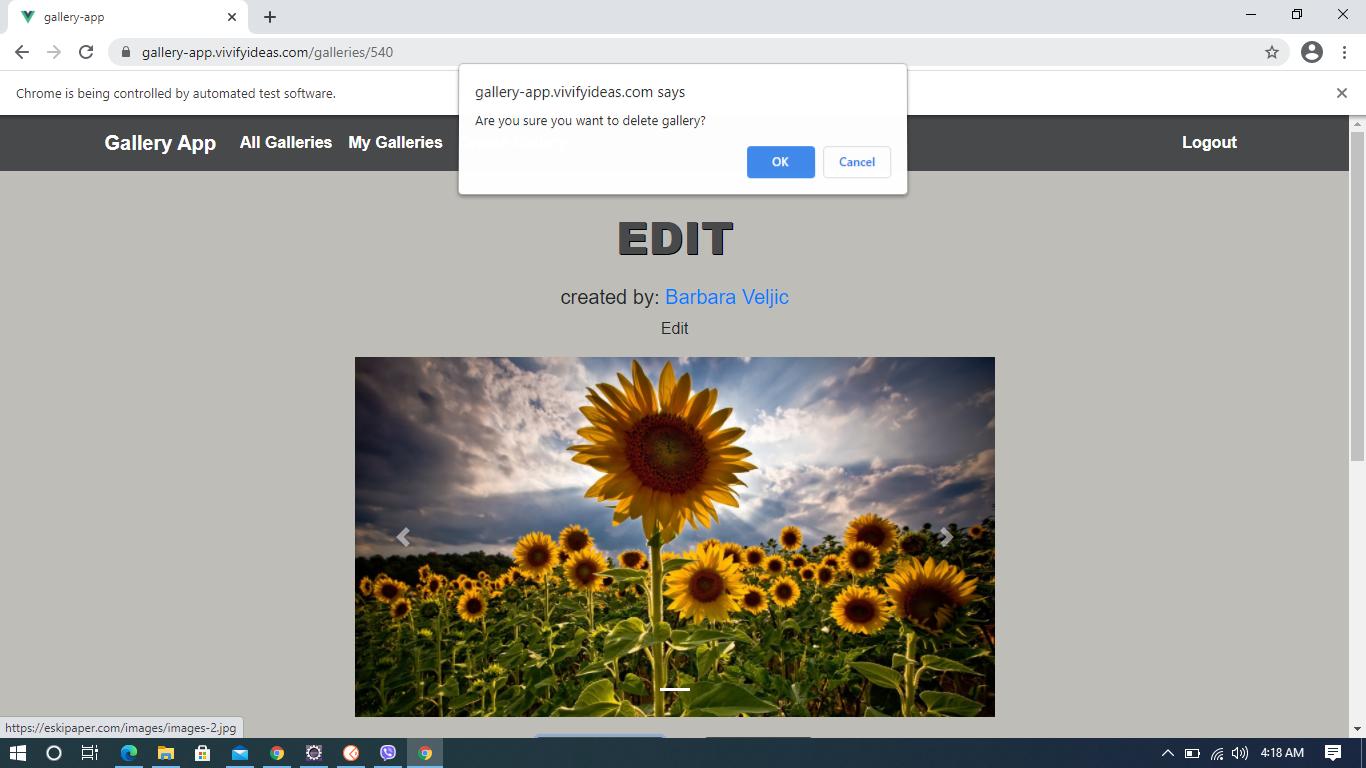 gallery-app
gallery-app.vivifyideas.com/galleries/540
Chrome is being controlled by automated test software.
gallery-app.vivifyideas.com says
Are you sure you want to delete gallery?
OK Cancel
Gallery App All Galleries My Galleries Logout
EDIT
created by: Barbara Veljic
Edit
https://eskipaper.com/images/images-2.jpg
4:18 AM